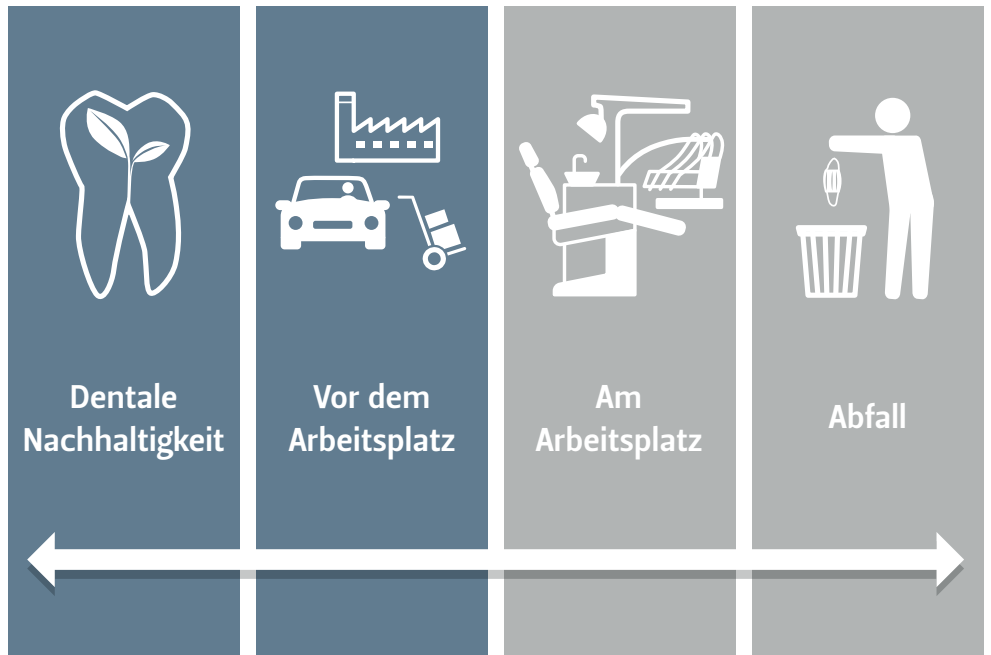 Dentale
Nachhaltigkeit
Vor dem
Arbeitsplatz
Am
Arbeitsplatz
Abfall